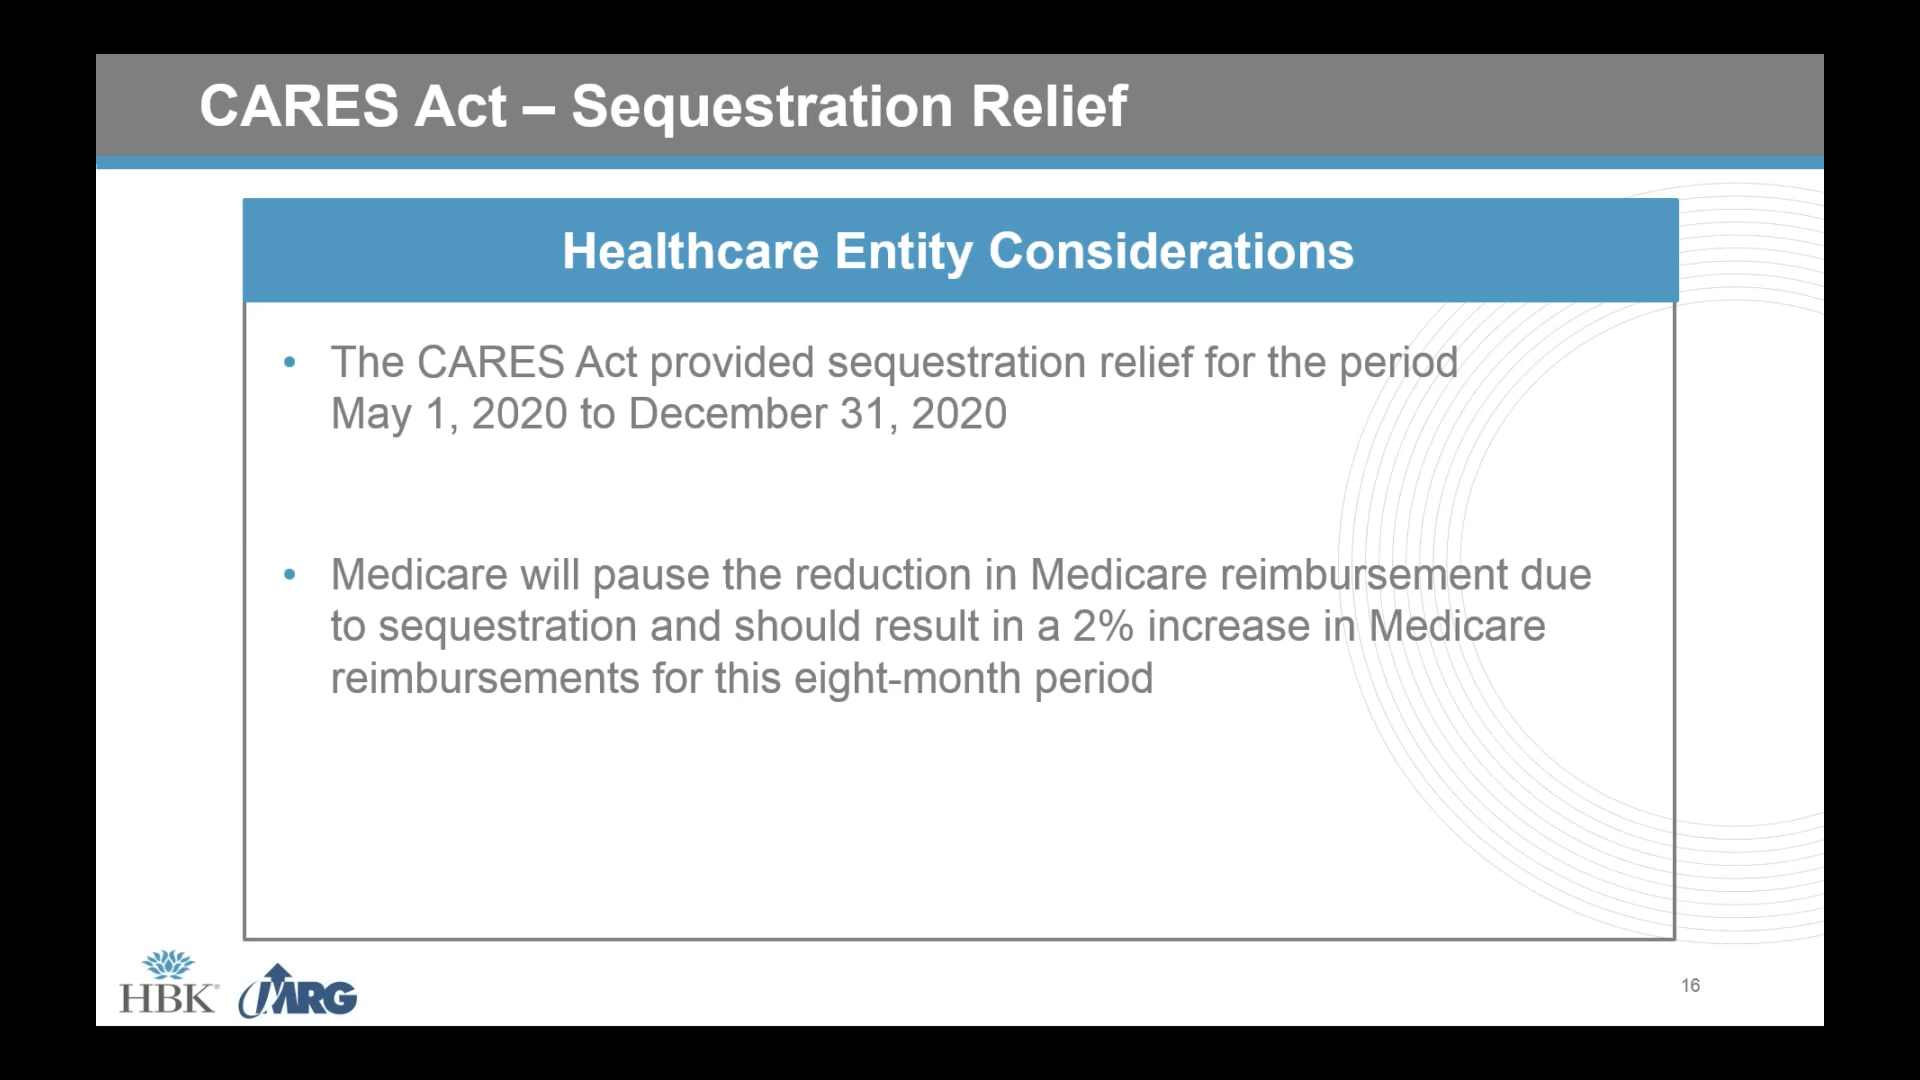 CARES Act – Sequestration Relief
Healthcare Entity Considerations
• The CARES Act provided sequestration relief for the period
May 1, 2020 to December 31, 2020
• Medicare will pause the reduction in Medicare reimbursement due
to sequestration and should result in a 2% increase in Medicare
reimbursements for this eight-month period
HBK®
MRG
16